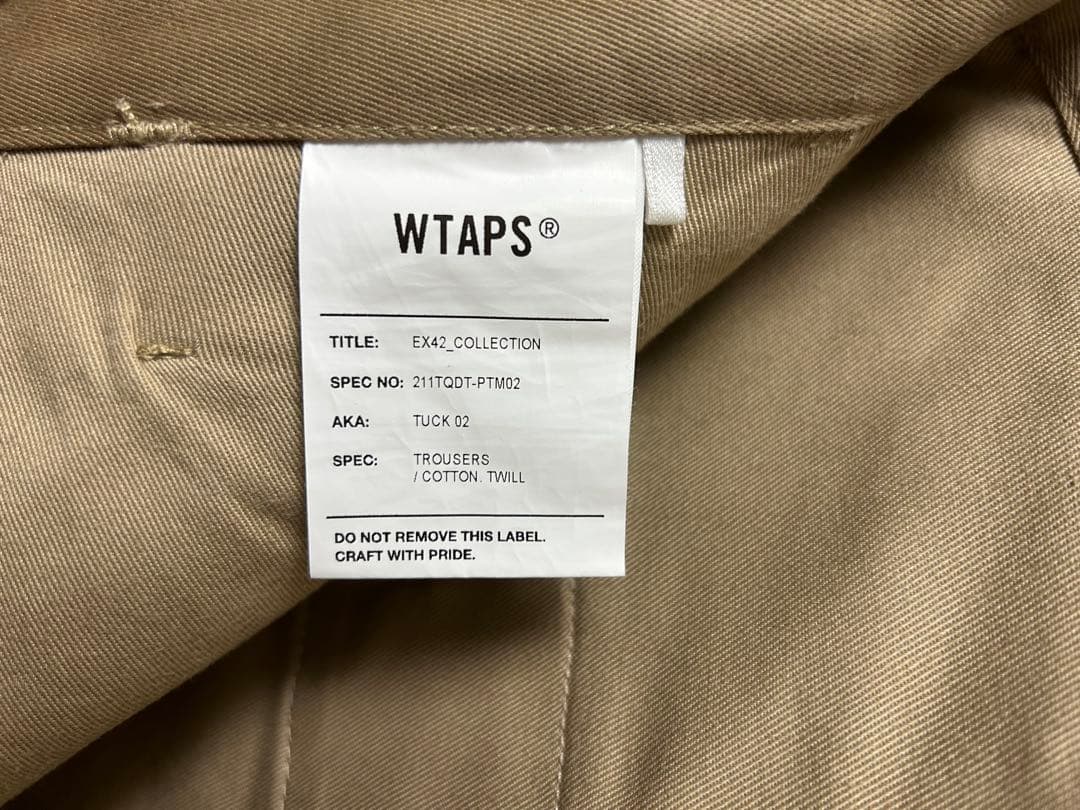 WTAPS®
TITLE: EX42_COLLECTION
SPEC NO: 211TQDT-PTM02
AKA: TUCK 02
SPEC: TROUSERS
/ COTTON. TWILL
DO NOT REMOVE THIS LABEL.
CRAFT WITH PRIDE.